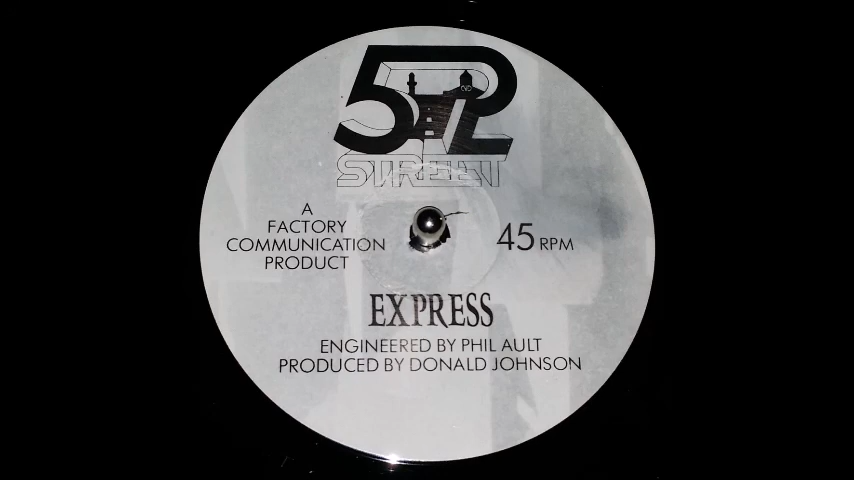 52
STREET
A
FACTORY
COMMUNICATION
PRODUCT
45 RPM
EXPRESS
ENGINEERED BY PHIL AULT
PRODUCED BY DONALD JOHNSON